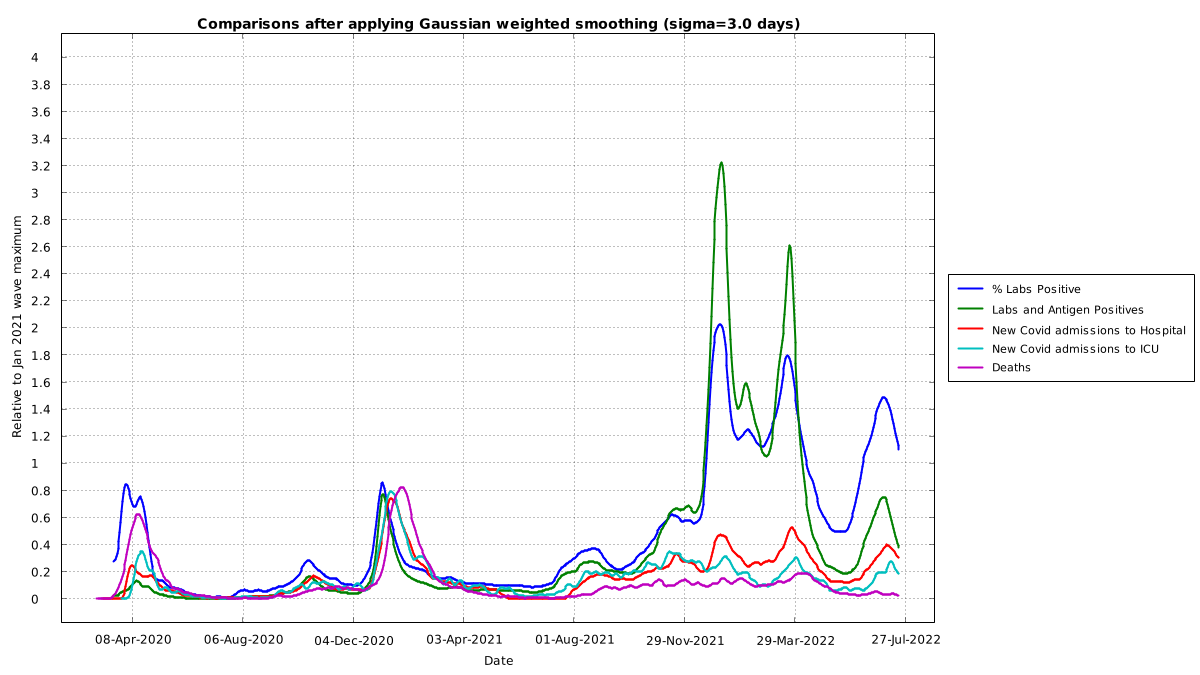 Comparisons after applying Gaussian weighted smoothing (sigma=3.0 days)
4
3.8
3.6
3.4
3.2
3
2.8
2.6
2.4
2.2
2
1.8
1.6
1.4
1.2
1
0.8
0.6
0.4
0.2
0
Relative to Jan 2021 wave maximum
08-Apr-2020 06-Aug-2020 04-Dec-2020 03-Apr-2021 01-Aug-2021 29-Nov-2021 29-Mar-2022 27-Jul-2022
Date
% Labs Positive
Labs and Antigen Positives
New Covid admissions to Hospital
New Covid admissions to ICU
Deaths